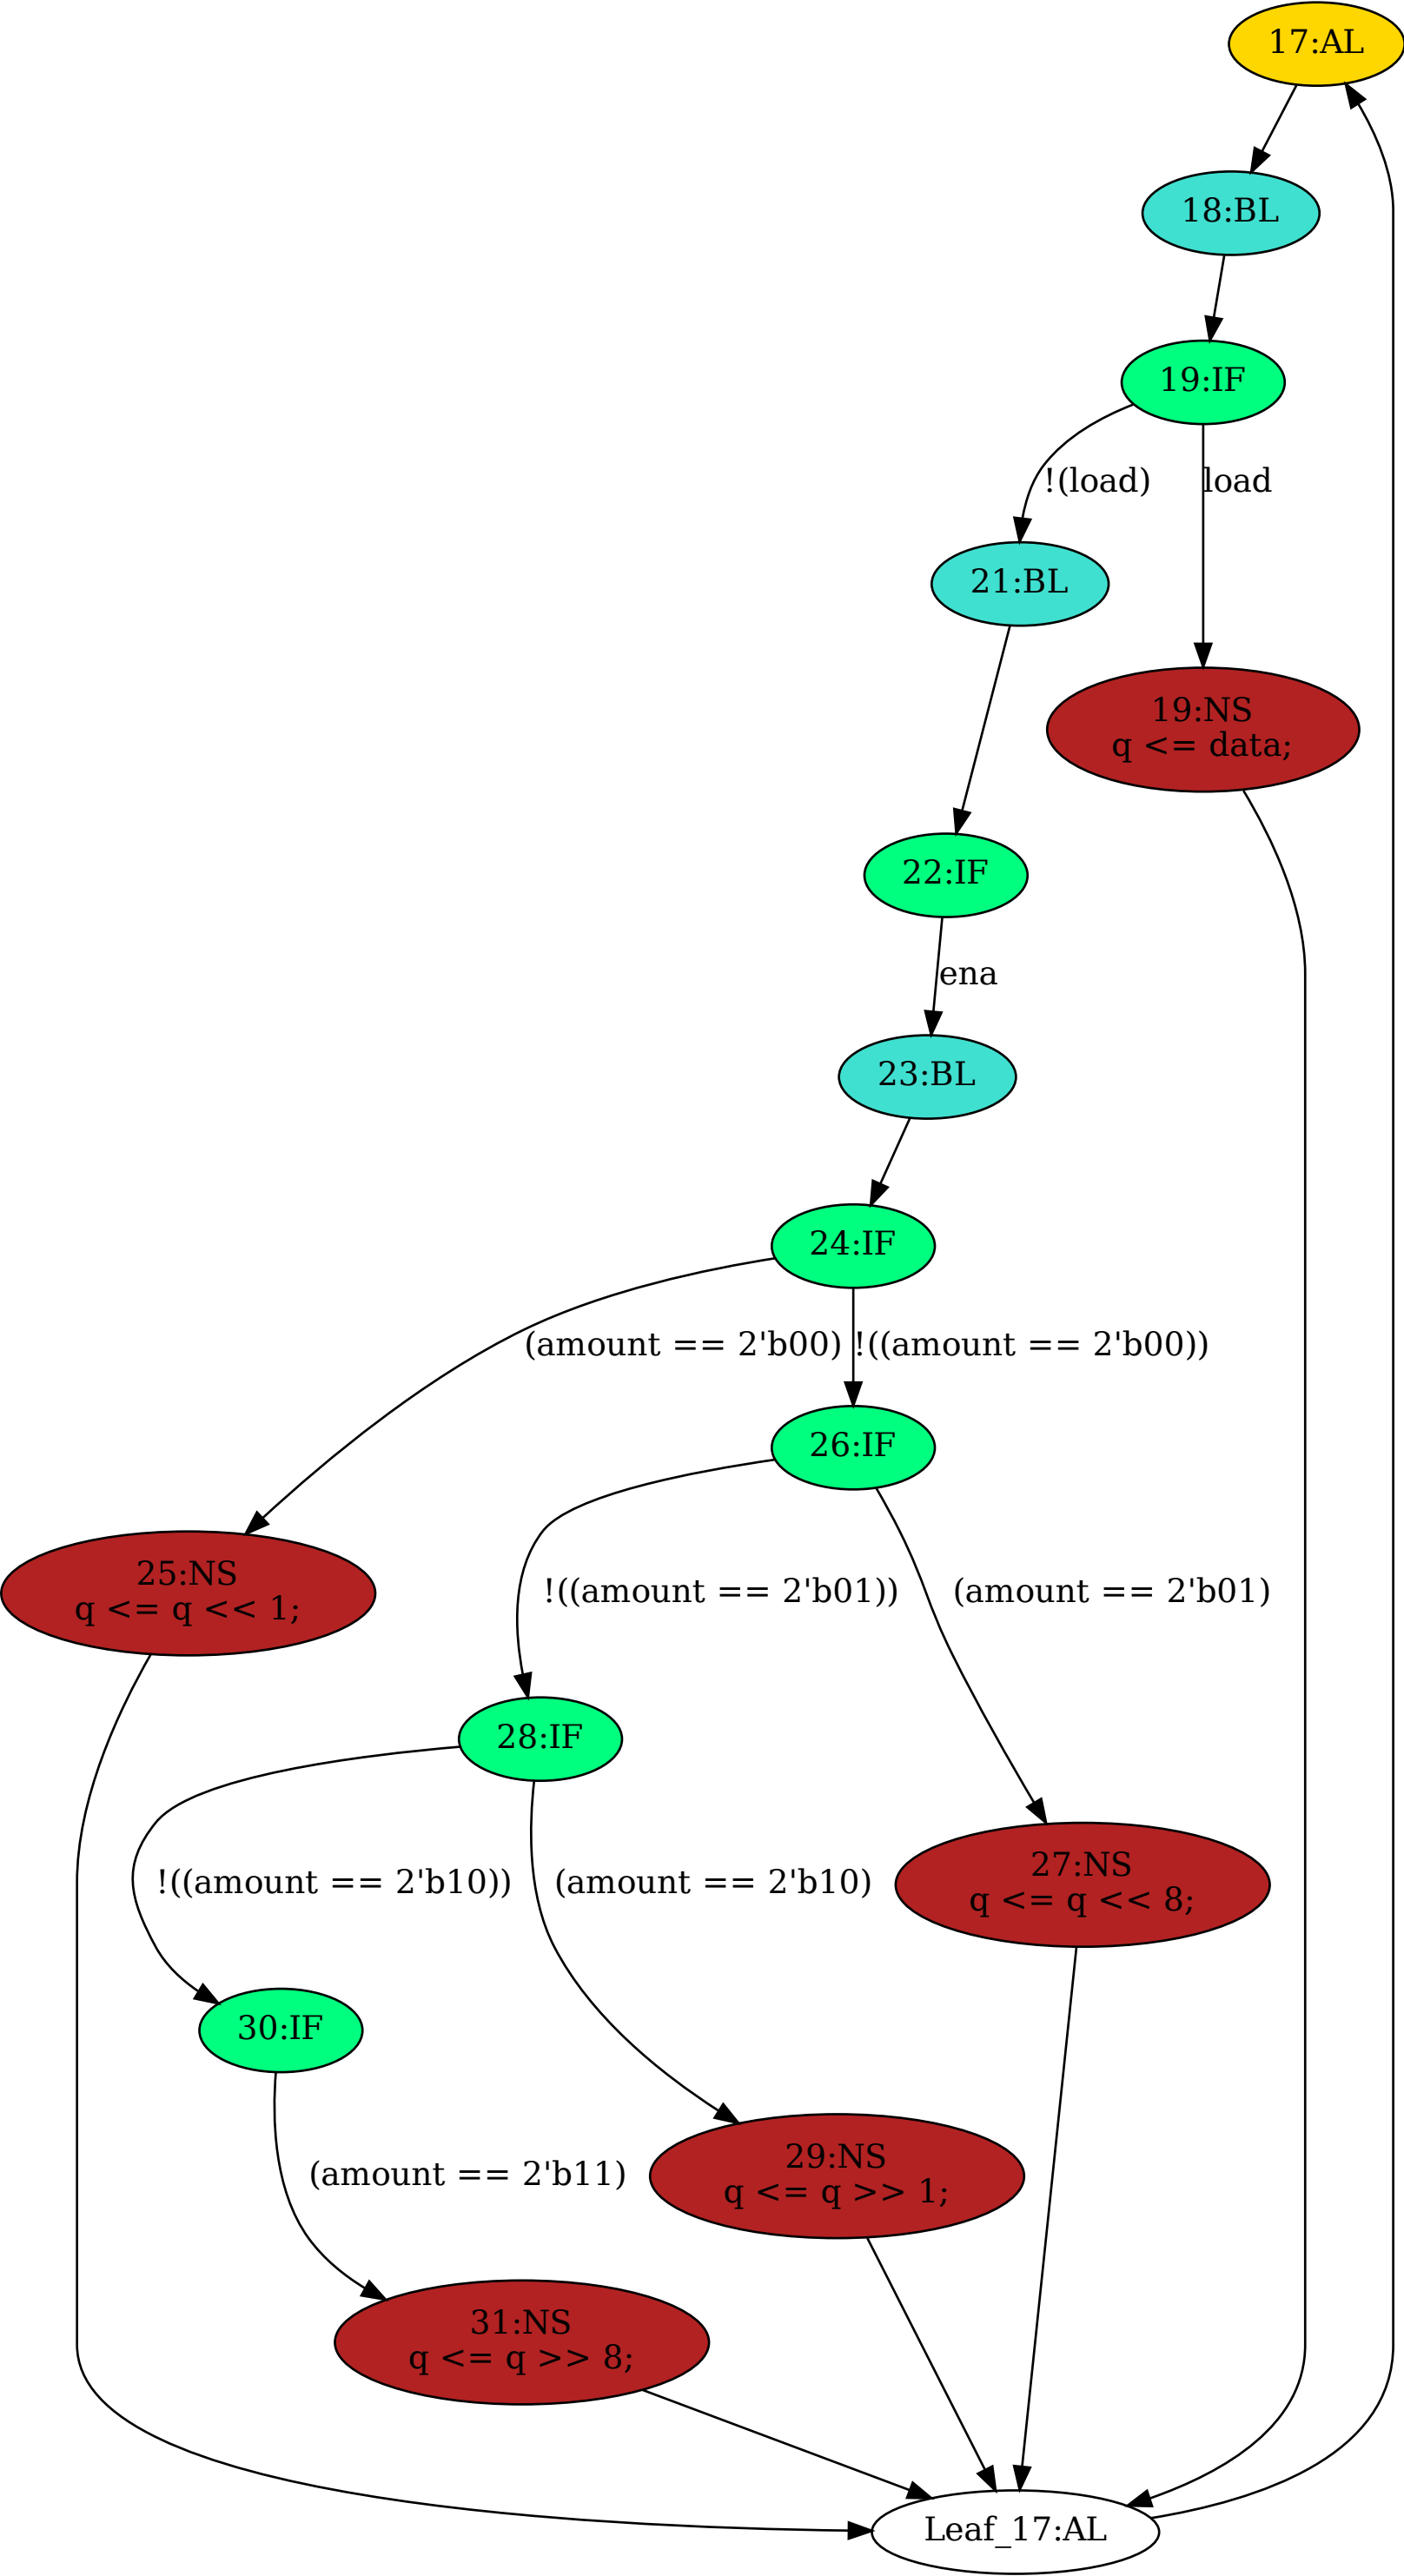 17:AL
18:BL
19:IF
!(load)
load
21:BL
19:NS
q <= data;
22:IF
ena
23:BL
24:IF
(amount == 2'b00)
!((amount == 2'b00))
26:IF
25:NS
q <= q << 1;
!((amount == 2'b01))
(amount == 2'b01)
28:IF
27:NS
q <= q << 8;
!((amount == 2'b10))
(amount == 2'b10)
30:IF
(amount == 2'b11)
29:NS
q <= q >> 1;
31:NS
q <= q >> 8;
Leaf_17:AL